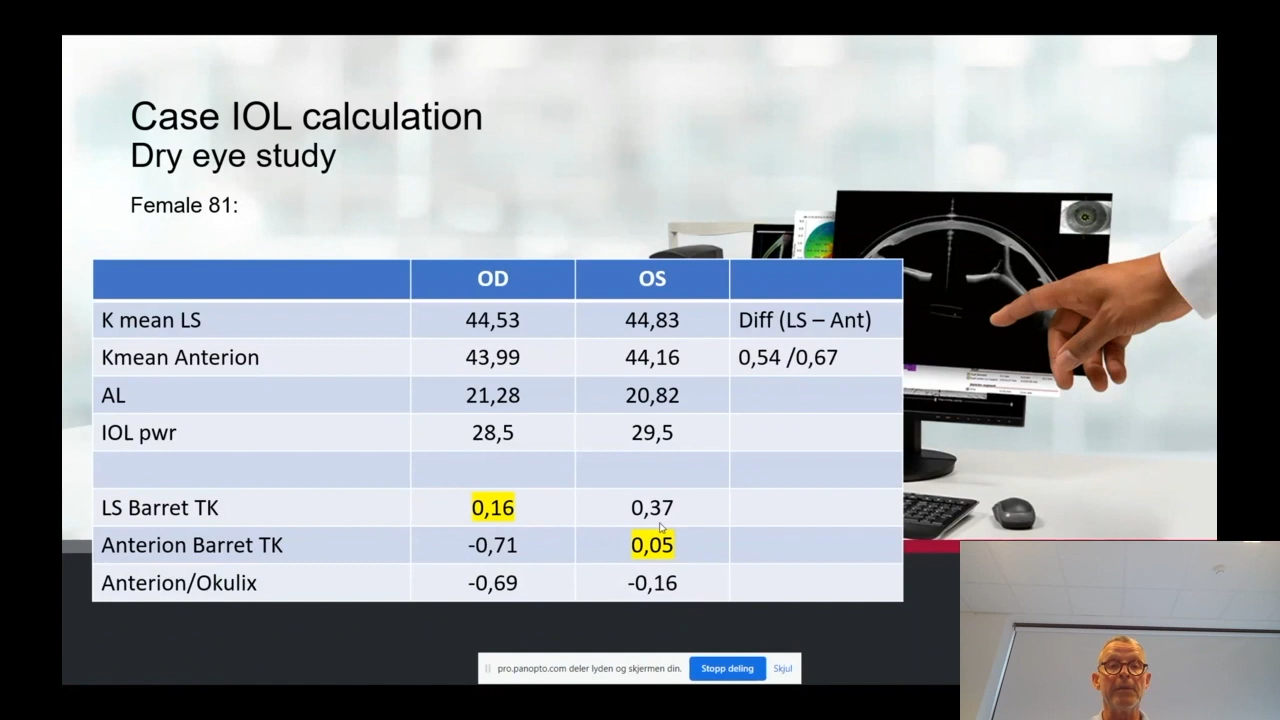 Case IOL calculation
Dry eye study
Female 81:
OD OS
K mean LS 44,53 44,83 Diff (LS – Ant)
Kmean Anterion 43,99 44,16 0,54 /0,67
AL 21,28 20,82
IOL pwr 28,5 29,5
LS Barret TK 0,16 0,37
Anterion Barret TK -0,71 0,05
Anterion/Okulix -0,69 -0,16
pro.panopto.com deler lyden og skjermen din. Stopp deling Skjul